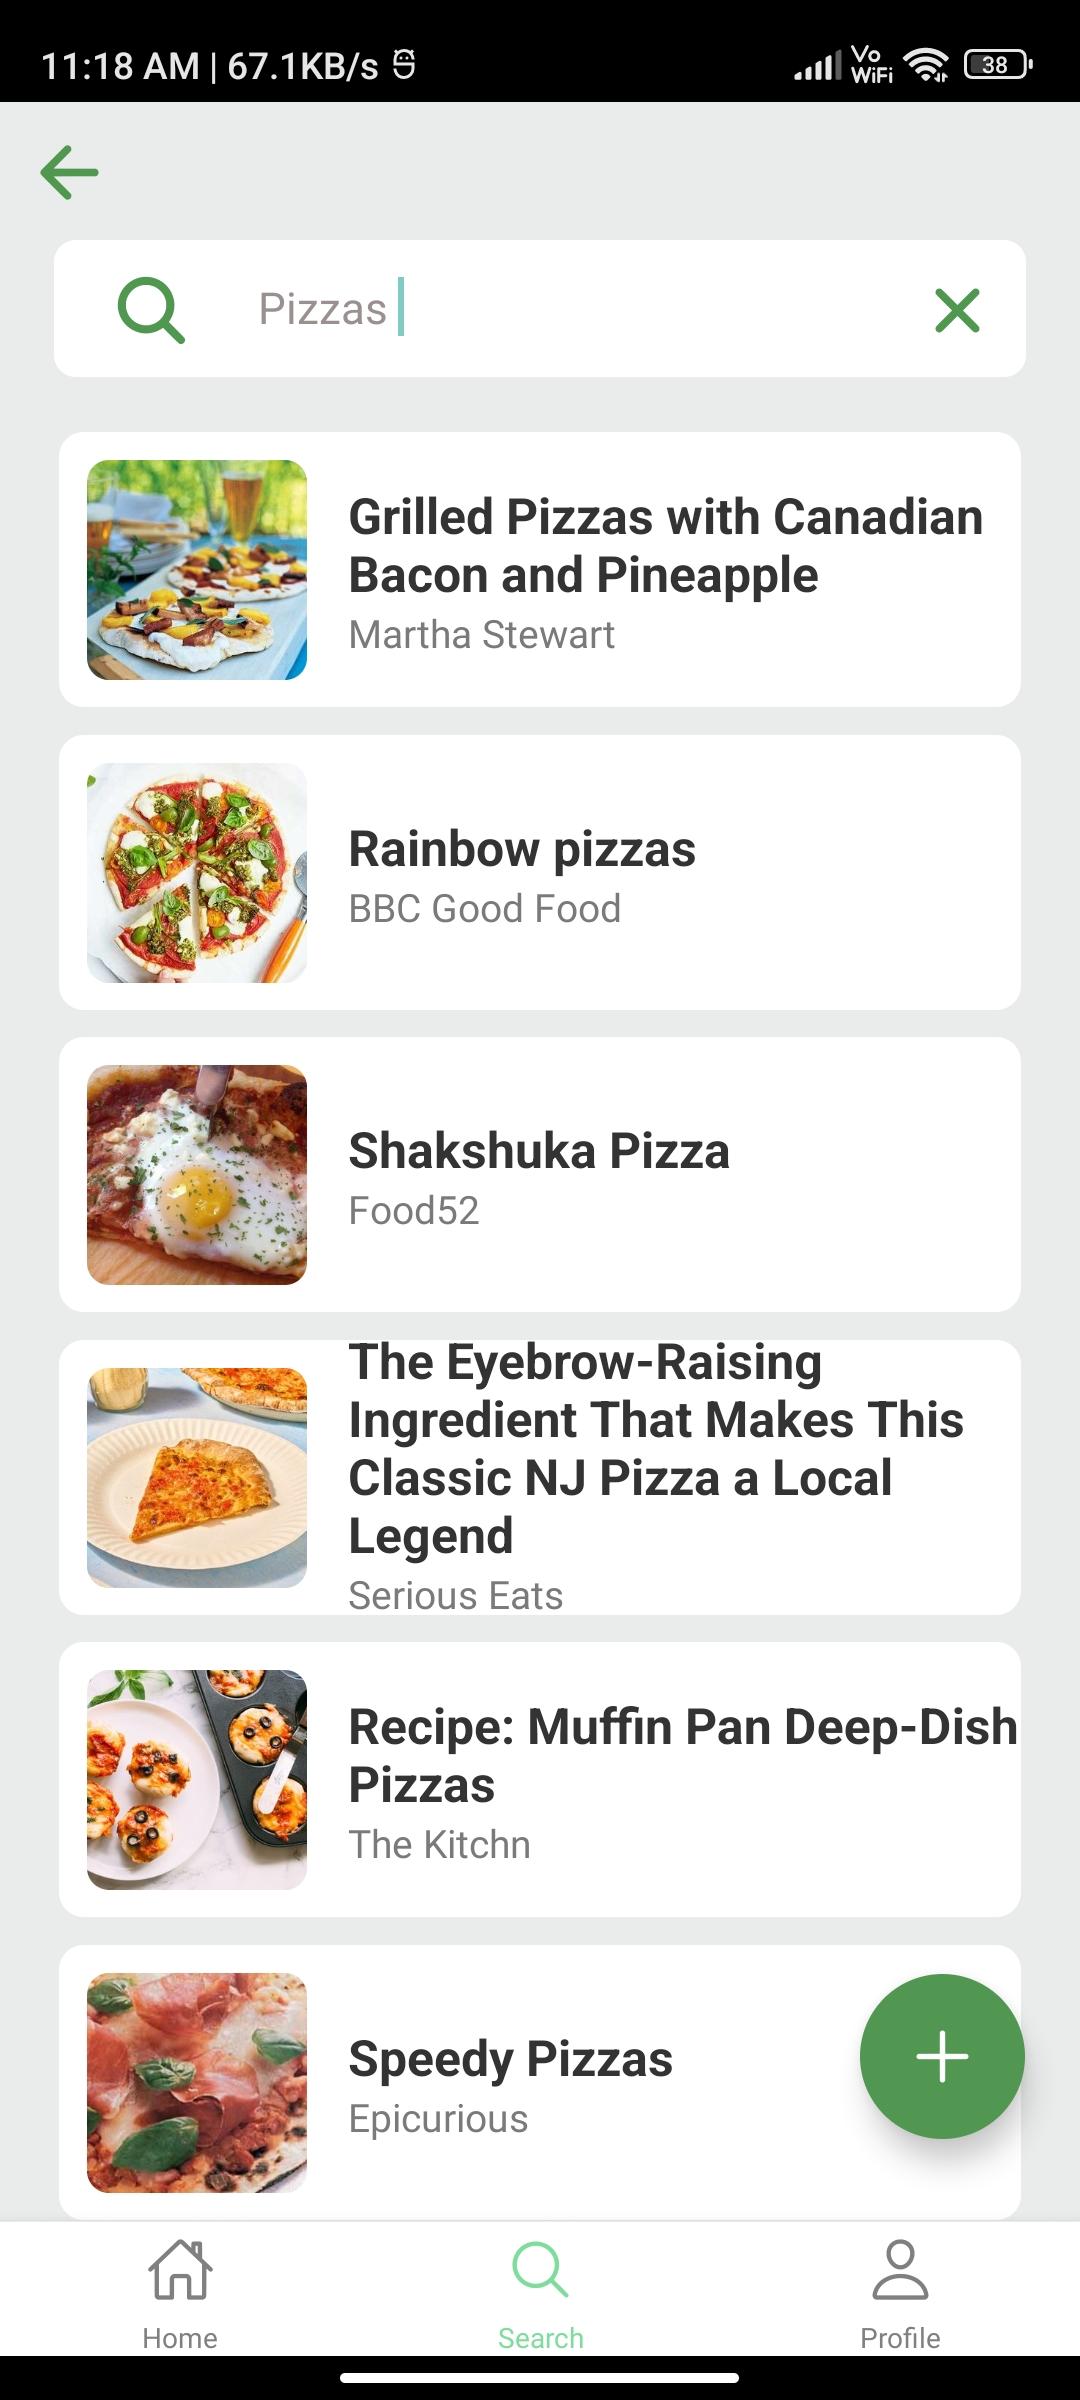 11:18 AM | 67.1KB/s
Vo
WiFi
38
Pizzas
Grilled Pizzas with Canadian
Bacon and Pineapple
Martha Stewart
Rainbow pizzas
BBC Good Food
Shakshuka Pizza
Food52
The Eyebrow-Raising
Ingredient That Makes This
Classic NJ Pizza a Local
Legend
Serious Eats
Recipe: Muffin Pan Deep-Dish
Pizzas
The Kitchn
Speedy Pizzas
Epicurious
Home
Search
Profile